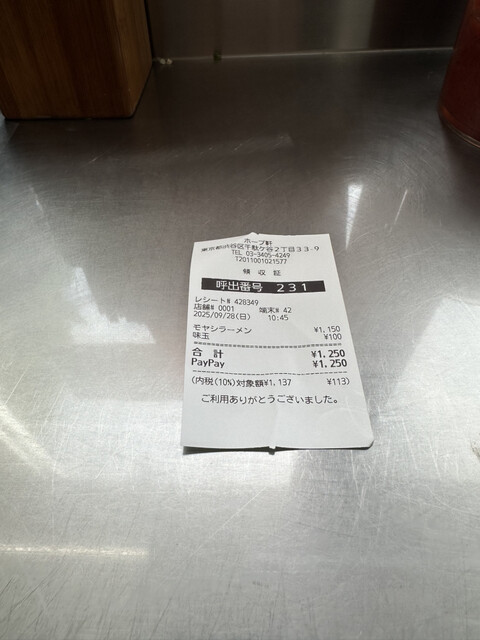 ホープ軒
東京都渋谷区千駄ケ谷2丁目33-9
TEL 03-3405-4249
T2011001021577
領 収 証
呼出番号 231
レシート# 428349
店舗# 0001 端末# 42
2025/09/28(日) 10:45
モヤシラーメン ¥1,150
味玉 ¥100
合 計 ¥1,250
PayPay ¥1,250
(内税(10%)対象額¥1,137 ¥113)
ご利用ありがとうございました。